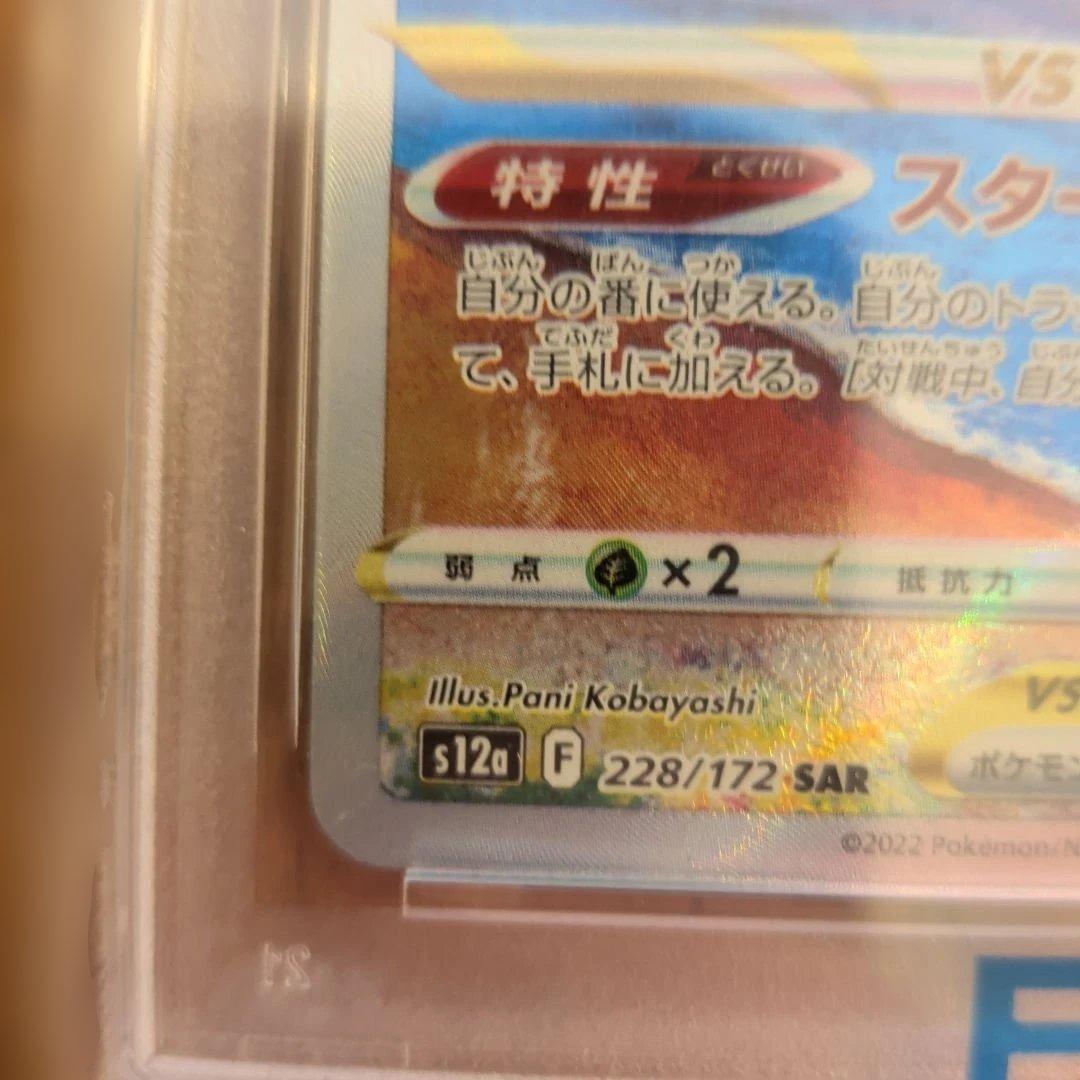 VS
特性 とくせい スター
じぶん ばん つか じぶん
自分の番に使える。自分のトラッ
てふだ くわ たいせんちゅう じぶ
て、手札に加える。[対戦中、自分
弱点 ×2 抵抗力
Illus.Pani Kobayashi
VS
s12a F 228/172 SAR
ポケモン
©2022 Pokémon/N